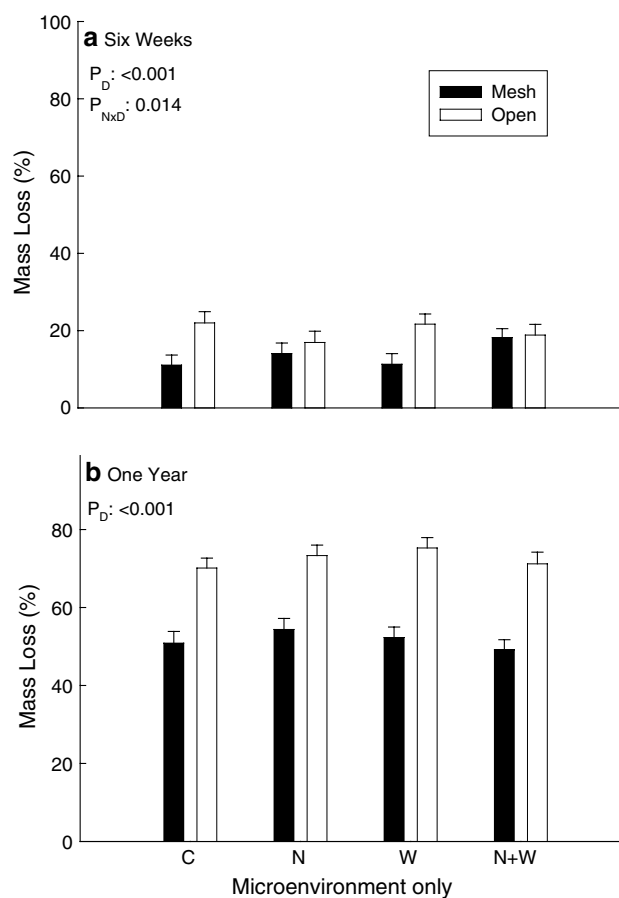 a Six Weeks
P_D: <0.001
P_NxD: 0.014
Mesh
Open
100
80
60
40
20
0
Mass Loss (%)
b One Year
P_D: <0.001
80
60
40
20
0
Mass Loss (%)
C N W N+W
Microenvironment only